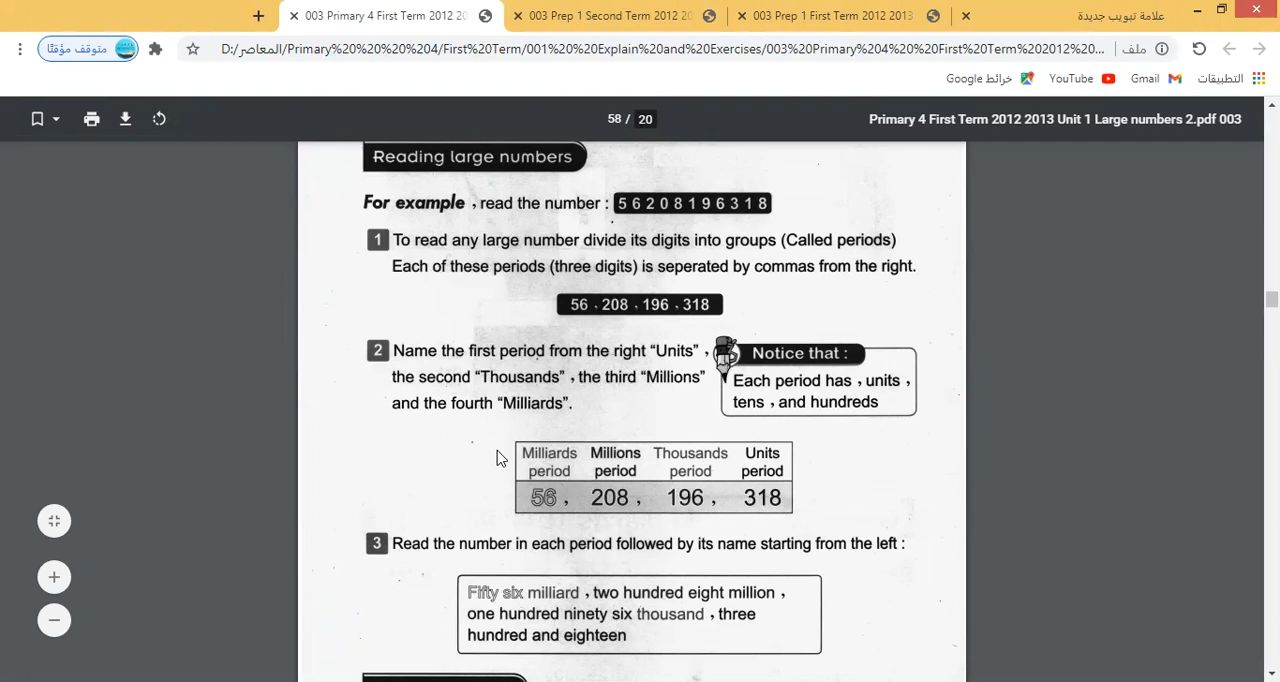 003 Primary 4 First Term 2012 20
003 Prep 1 Second Term 2012 20
003 Prep 1 First Term 2012 2013
علامة تبويب جديدة
متوقف مؤقتًا
D:/المعاصر/Primary%20%20%20%204/First%20Term/001%20%20Explain%20and%20Exercises/003%20Primary%204%20%20First%20Term%202012%20...
ملف
خرائط Google
YouTube
Gmail
التطبيقات
58 / 20
Primary 4 First Term 2012 2013 Unit 1 Large numbers 2.pdf 003
Reading large numbers
For example , read the number : 5 6 2 0 8 1 9 6 3 1 8
1 To read any large number divide its digits into groups (Called periods)
Each of these periods (three digits) is seperated by commas from the right.
56 , 208 , 196 , 318
2 Name the first period from the right “Units” ,
the second “Thousands” , the third “Millions”
and the fourth “Milliards”.
Notice that :
Each period has , units ,
tens , and hundreds
Milliards period Millions period Thousands period Units period
56 , 208 , 196 , 318
3 Read the number in each period followed by its name starting from the left :
Fifty six milliard , two hundred eight million ,
one hundred ninety six thousand , three
hundred and eighteen